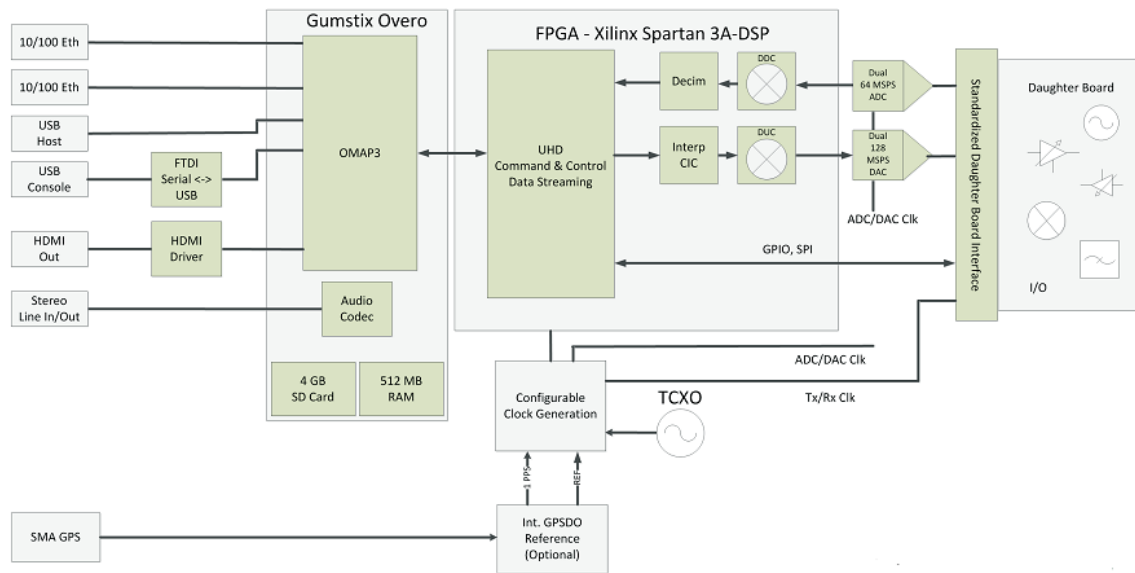 Gumstix Overo
FPGA - Xilinx Spartan 3A-DSP
10/100 Eth
10/100 Eth
USB
Host
USB
Console
FTDI
Serial <->
USB
HDMI
Out
HDMI
Driver
Stereo
Line In/Out
OMAP3
Audio
Codec
4 GB
SD Card
512 MB
RAM
UHD
Command & Control
Data Streaming
Decim
DDC
Interp
CIC
DUC
Dual
64 MSPS
ADC
Dual
128
MSPS
DAC
ADC/DAC Clk
GPIO, SPI
Standardized Daughter Board Interface
Daughter Board
I/O
ADC/DAC Clk
Tx/Rx Clk
Configurable
Clock Generation
TCXO
1 PPS
REF
SMA GPS
Int. GPSDO
Reference
(Optional)